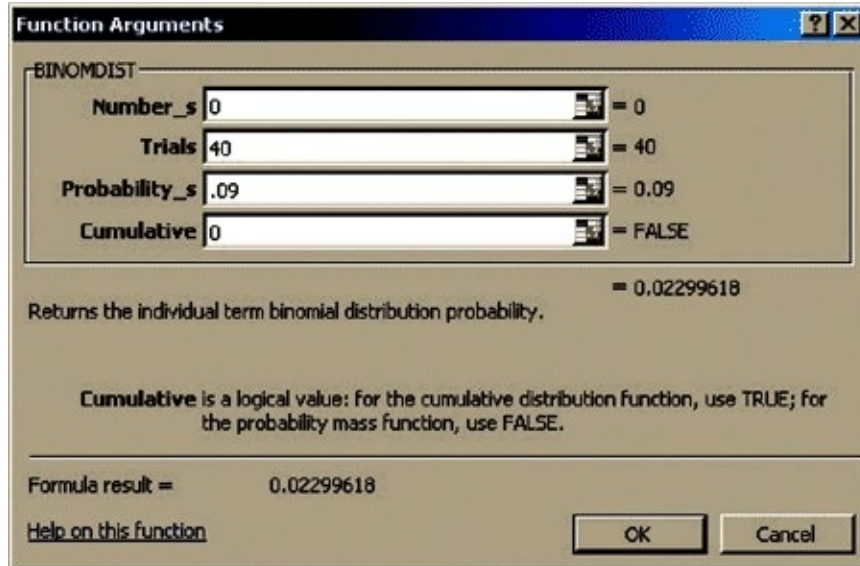 Function Arguments
BINOMDIST
Number_s 0 = 0
Trials 40 = 40
Probability_s .09 = 0.09
Cumulative 0 = FALSE
= 0.02299618
Returns the individual term binomial distribution probability.
Cumulative is a logical value: for the cumulative distribution function, use TRUE; for
the probability mass function, use FALSE.
Formula result = 0.02299618
Help on this function OK Cancel